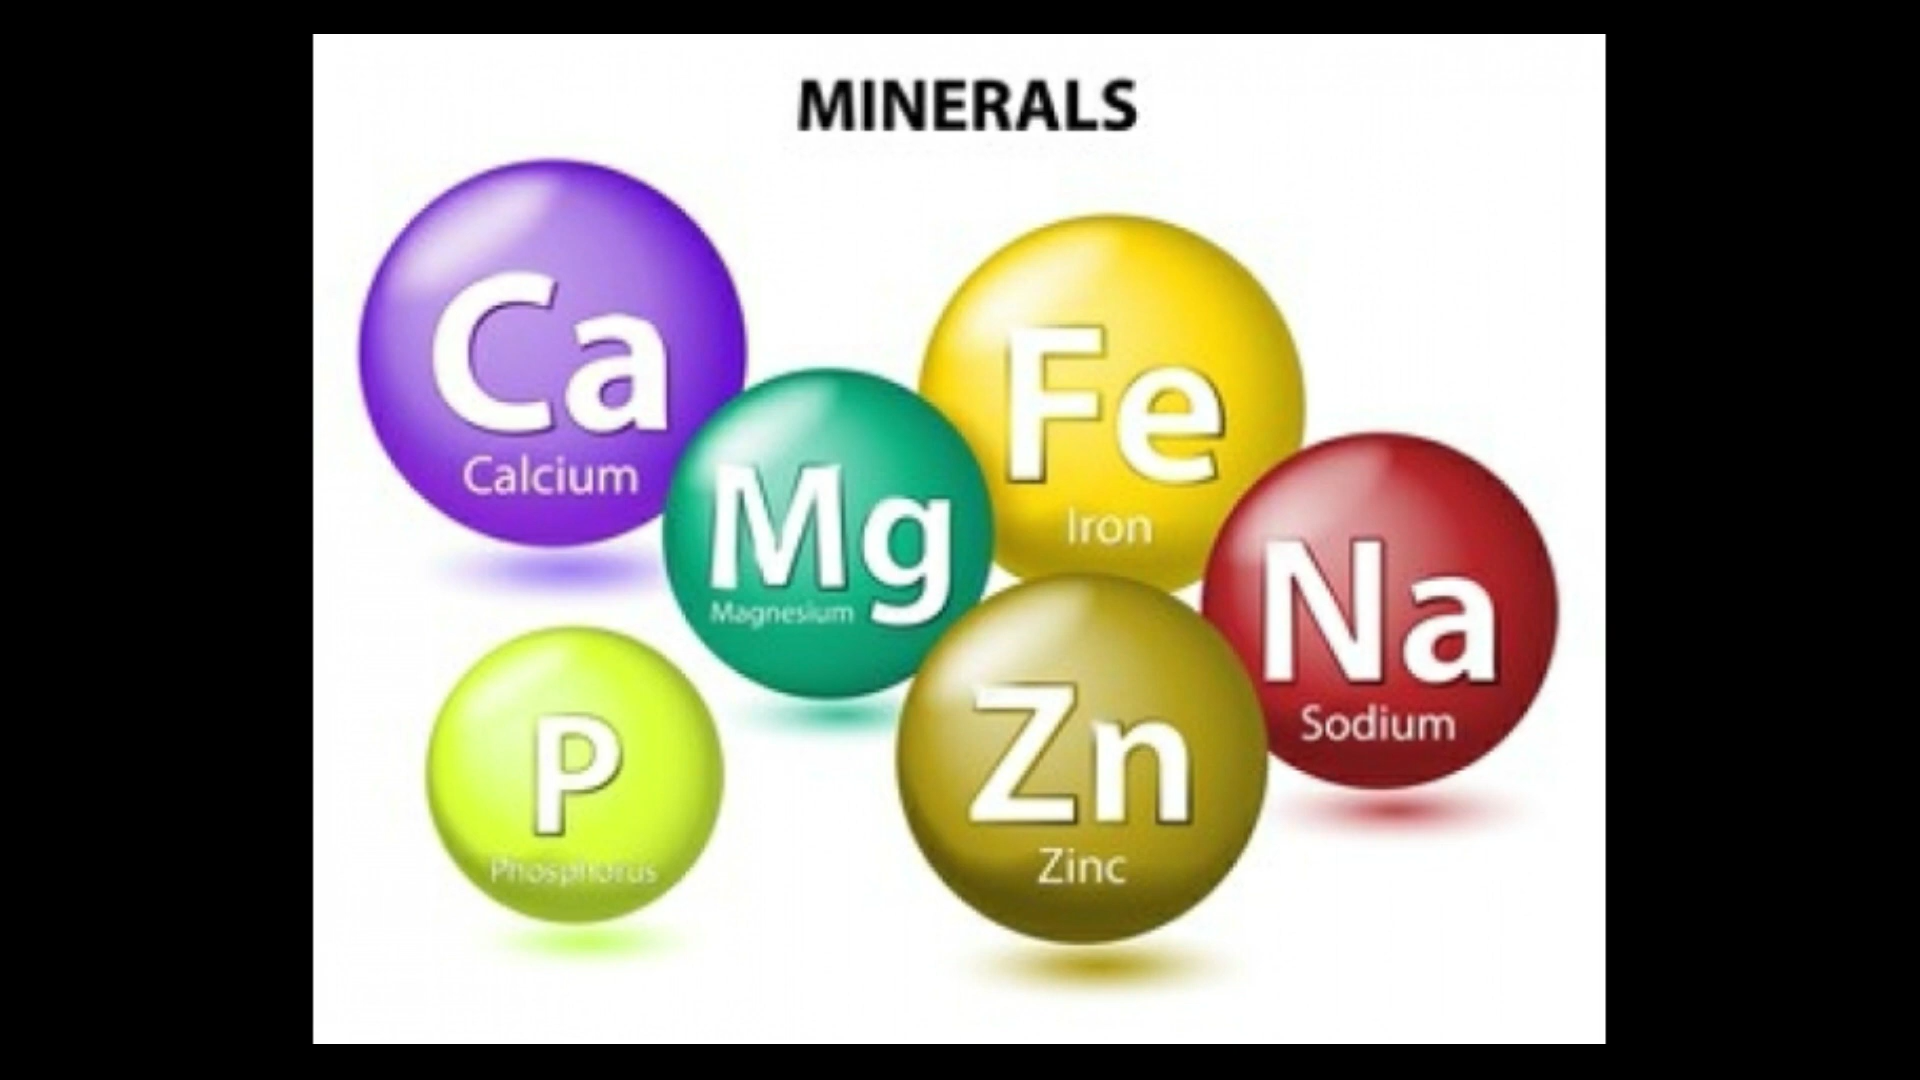 MINERALS
Ca
Calcium
Fe
Iron
Mg
Magnesium
Na
Sodium
P
Phosphorus
Zn
Zinc